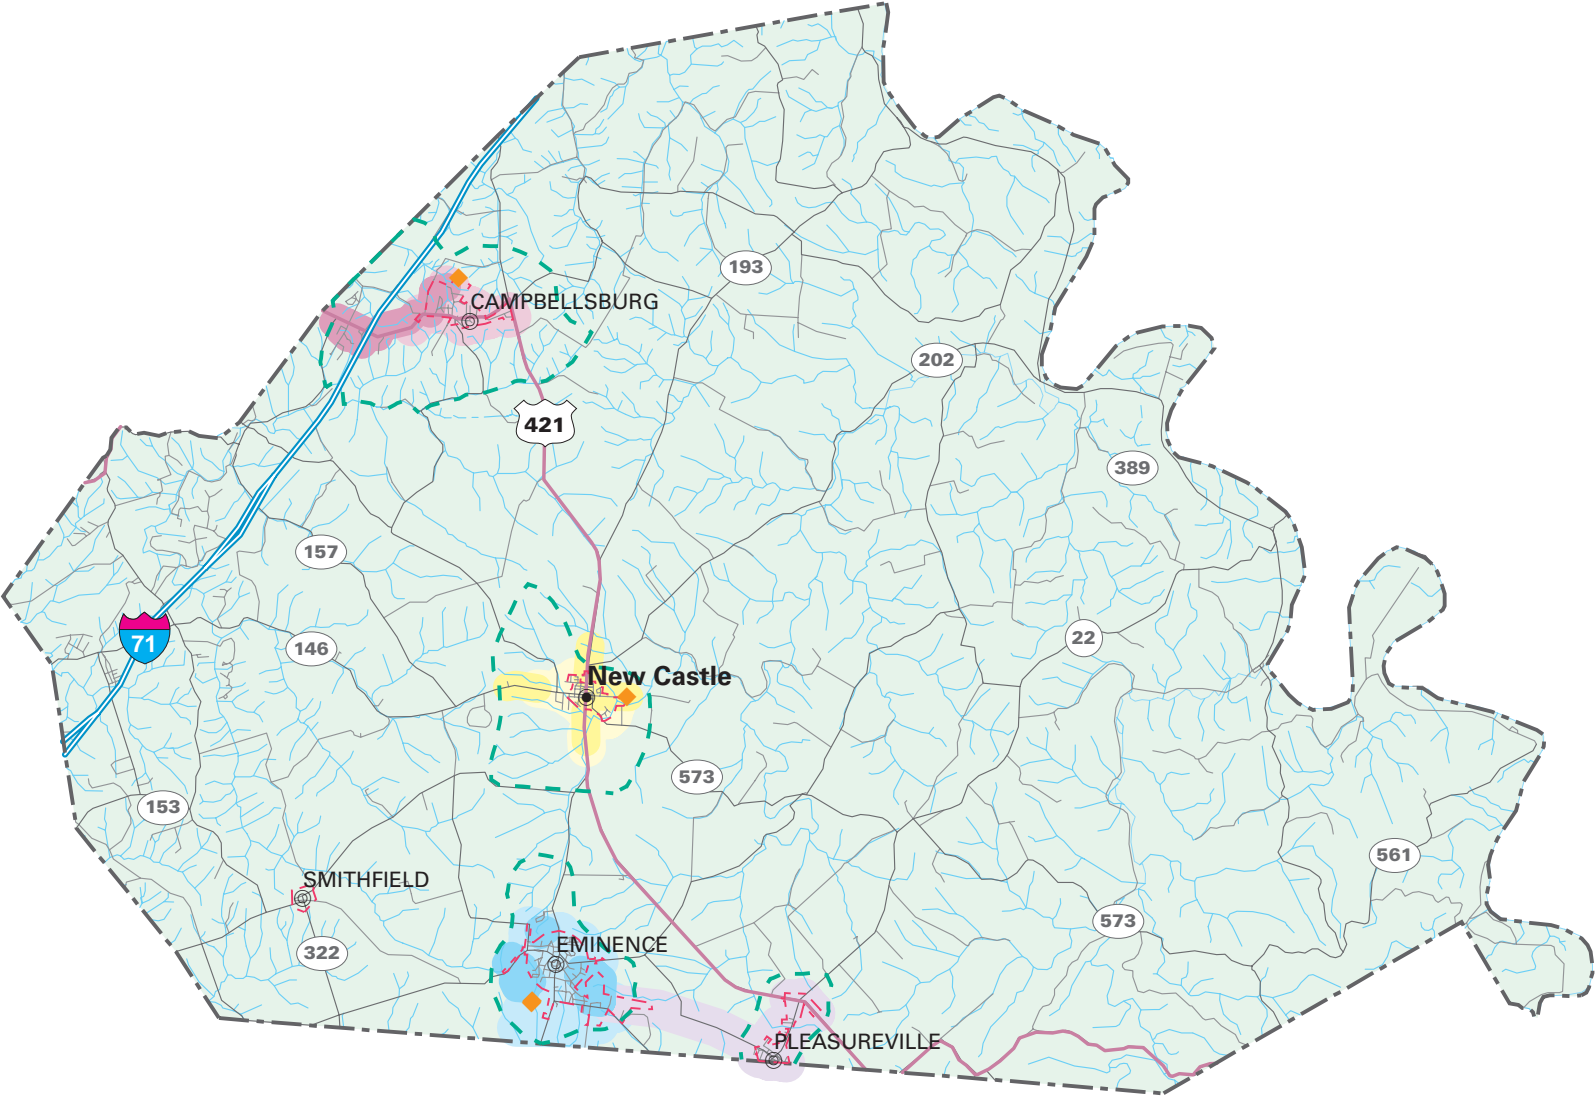 193
CAMPBELLSBURG
202
421
389
157
71
146
22
New Castle
573
153
561
SMITHFIELD
573
EMINENCE
322
PLEASUREVILLE